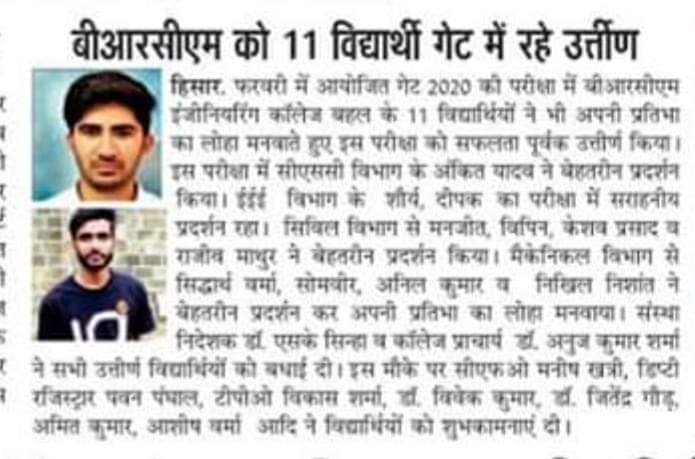 बीआरसीएम को 11 विद्यार्थी गेट में रहे उर्त्तीण
हिसार. फरवरी में आयोजित गेट 2020 की परीक्षा में बीआरसीएम
इंजीनियरिंग कॉलेज बहल के 11 विद्यार्थियों ने भी अपनी प्रतिभा
का लोहा मनवाते हुए इस परीक्षा को सफलता पूर्वक उत्तीर्ण किया।
इस परीक्षा में सीएससी विभाग के अंकित यादव ने बेहतरीन प्रदर्शन
किया। ईईई विभाग के शौर्य, दीपक का परीक्षा में सराहनीय
प्रदर्शन रहा। सिविल विभाग से मनजीत, विपिन, केशव प्रसाद व
राजीव माथुर ने बेहतरीन प्रदर्शन किया। मैकेनिकल विभाग से
सिद्धार्थ वर्मा, सोमवीर, अनिल कुमार व निखिल निशांत ने
बेहतरीन प्रदर्शन कर अपनी प्रतिभा का लोहा मनवाया। संस्था
निदेशक डॉ. एसके सिन्हा व कॉलेज प्राचार्य डॉ. अनुज कुमार शर्मा
ने सभी उत्तीर्ण विद्यार्थियों को बधाई दी। इस मौके पर सीएफओ मनीष खत्री, डिप्टी
रजिस्ट्रार पवन पंघाल, टीपीओ विकास शर्मा, डॉ. विवेक कुमार, डॉ. जितेंद्र गौड़,
अमित कुमार, आशीष वर्मा आदि ने विद्यार्थियों को शुभकामनाएं दी।